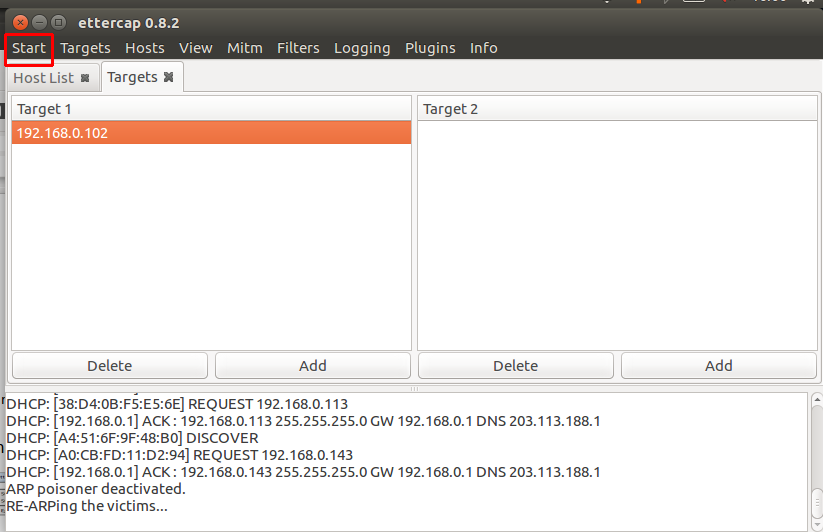 ettercap 0.8.2
Start Targets Hosts View Mitm Filters Logging Plugins Info
Host List Targets
Target 1 Target 2
192.168.0.102
Delete Add Delete Add
DHCP: [38:D4:0B:F5:E5:6E] REQUEST 192.168.0.113
DHCP: [192.168.0.1] ACK : 192.168.0.113 255.255.255.0 GW 192.168.0.1 DNS 203.113.188.1
DHCP: [A4:51:6F:9F:48:B0] DISCOVER
DHCP: [A0:CB:FD:11:D2:94] REQUEST 192.168.0.143
DHCP: [192.168.0.1] ACK : 192.168.0.143 255.255.255.0 GW 192.168.0.1 DNS 203.113.188.1
ARP poisoner deactivated.
RE-ARPing the victims...